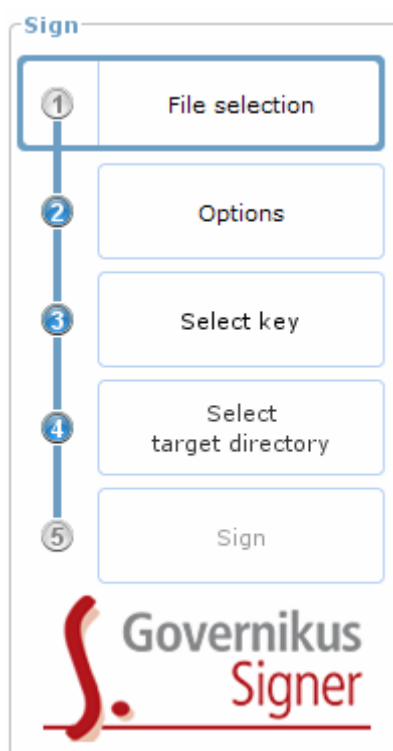 Sign
1
File selection
2
Options
3
Select key
4
Select
target directory
5
Sign
Governikus
Signer